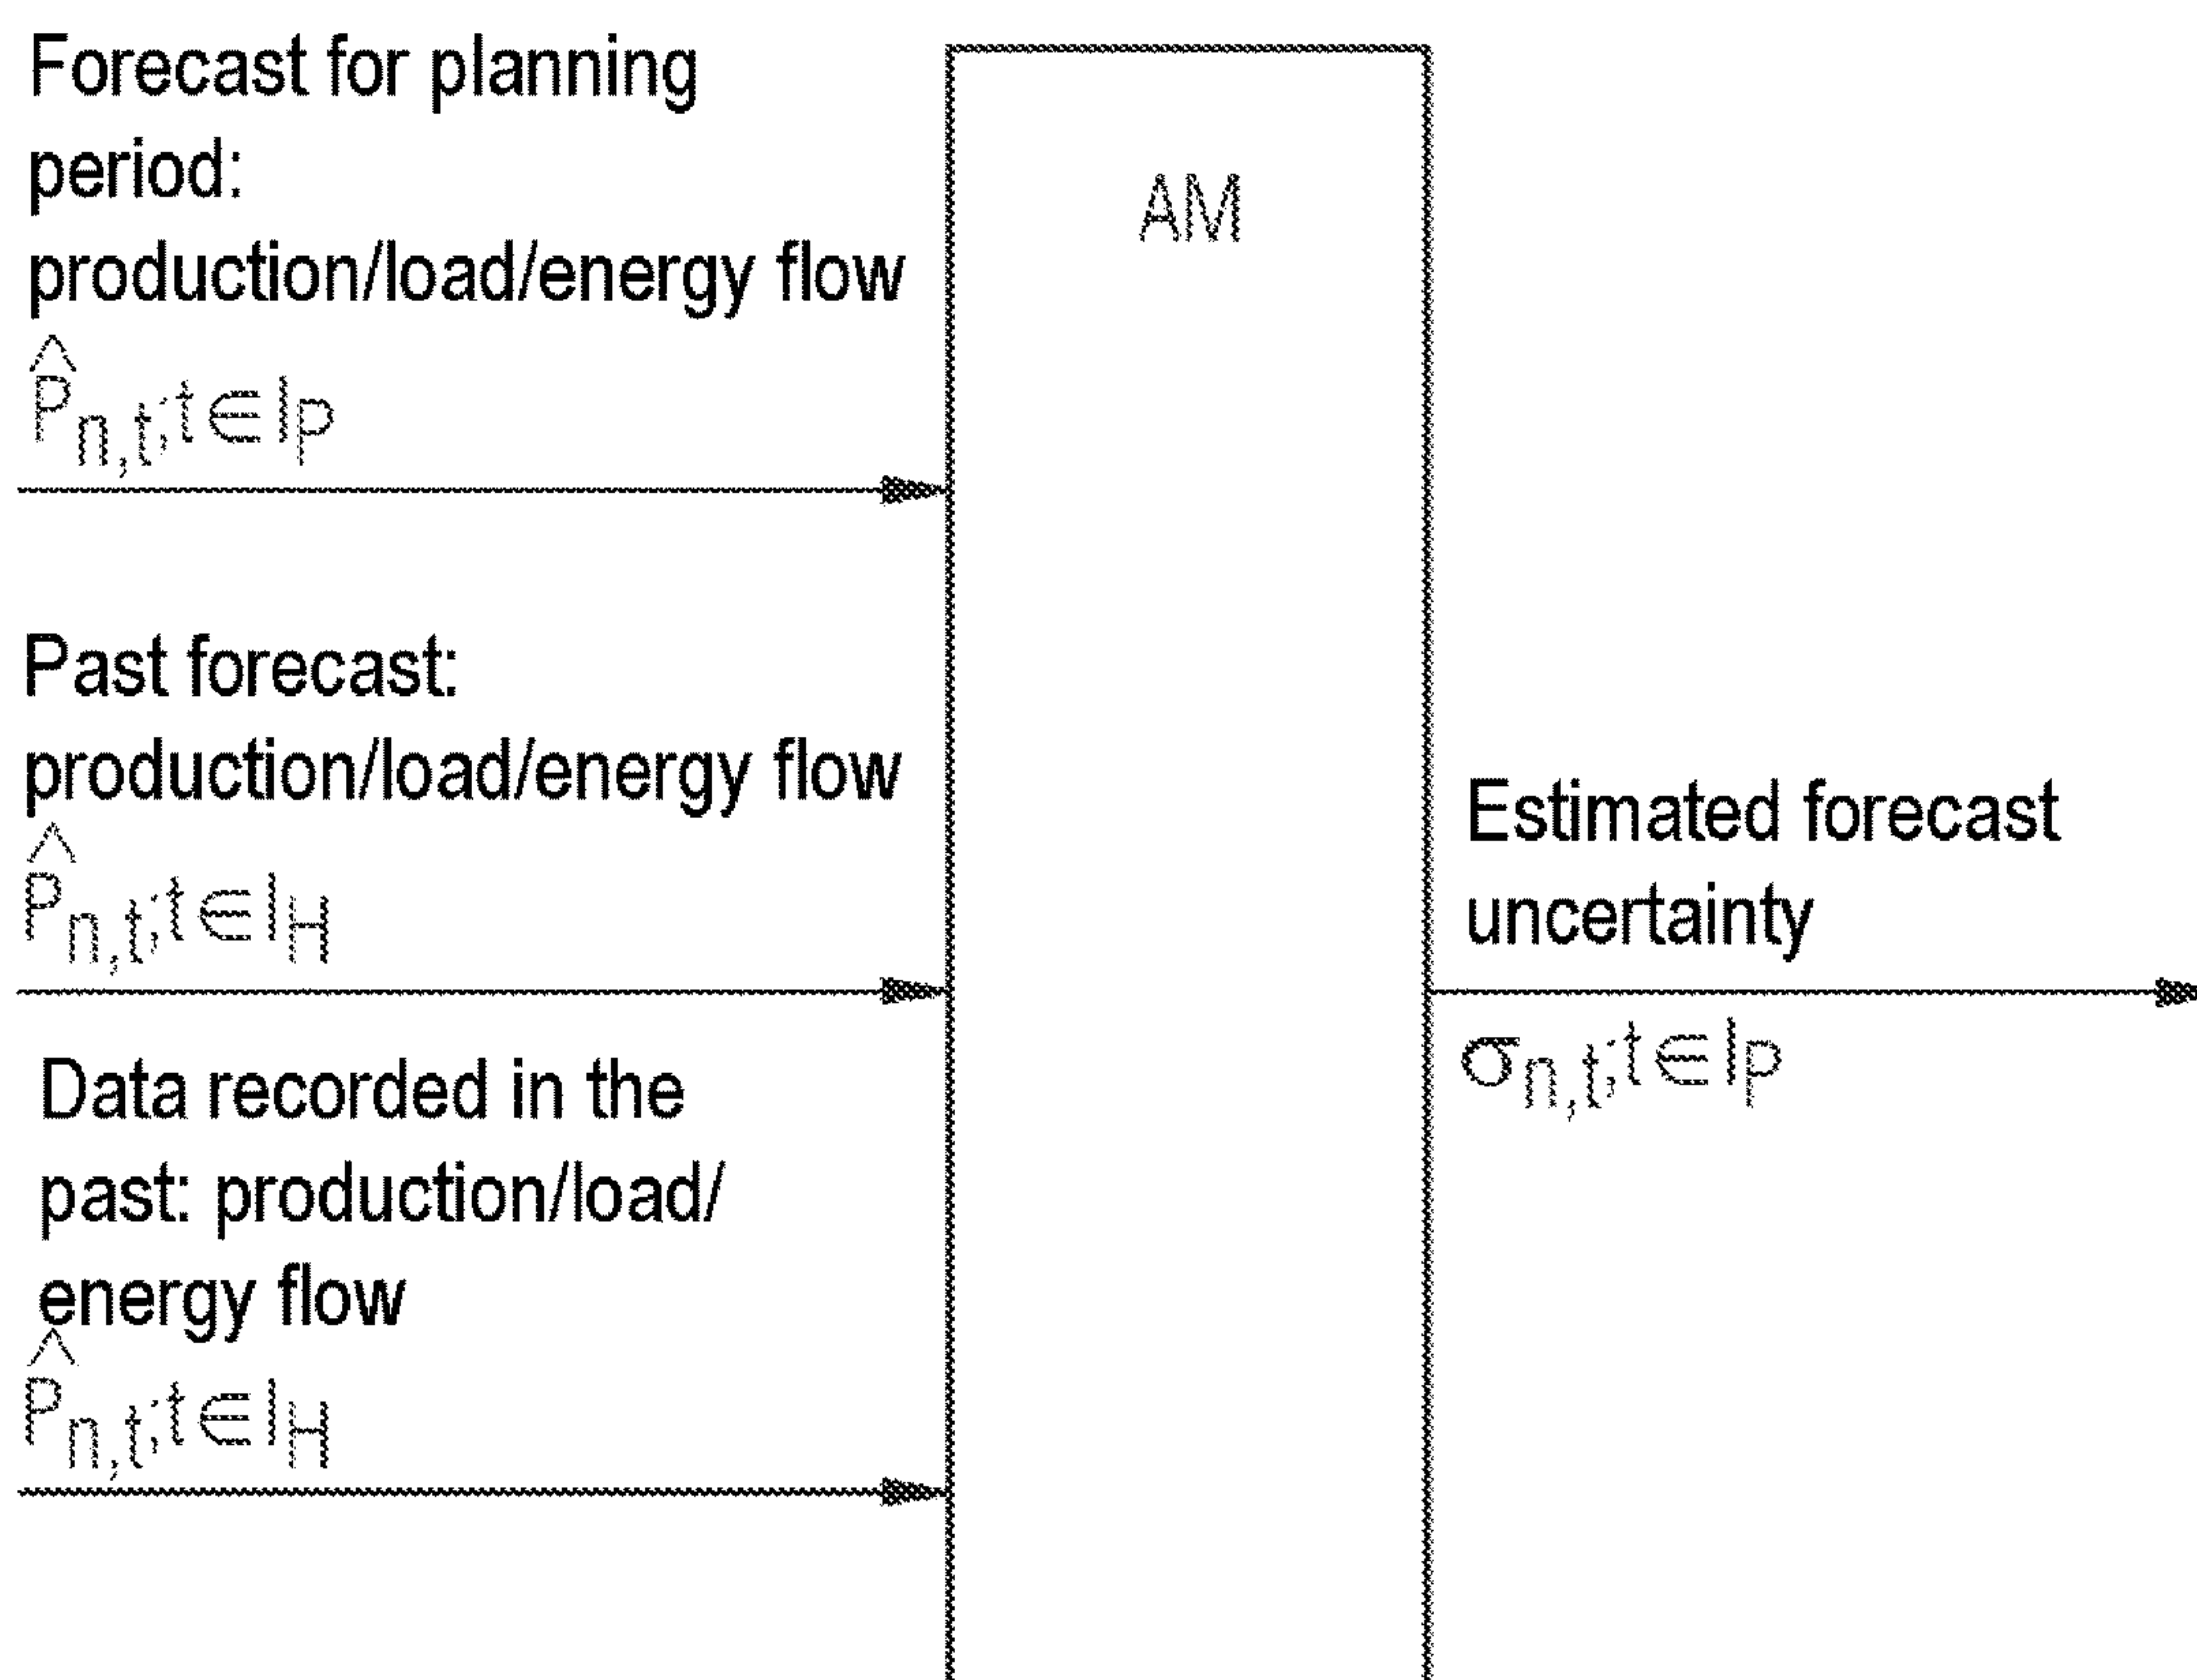 Forecast for planning
period:
production/load/energy flow
P̂n,t;t∈IP
Past forecast:
production/load/energy flow
P̂n,t;t∈IH
Data recorded in the
past: production/load/
energy flow
P̂n,t;t∈IH
AM
Estimated forecast
uncertainty
σn,t;t∈IP